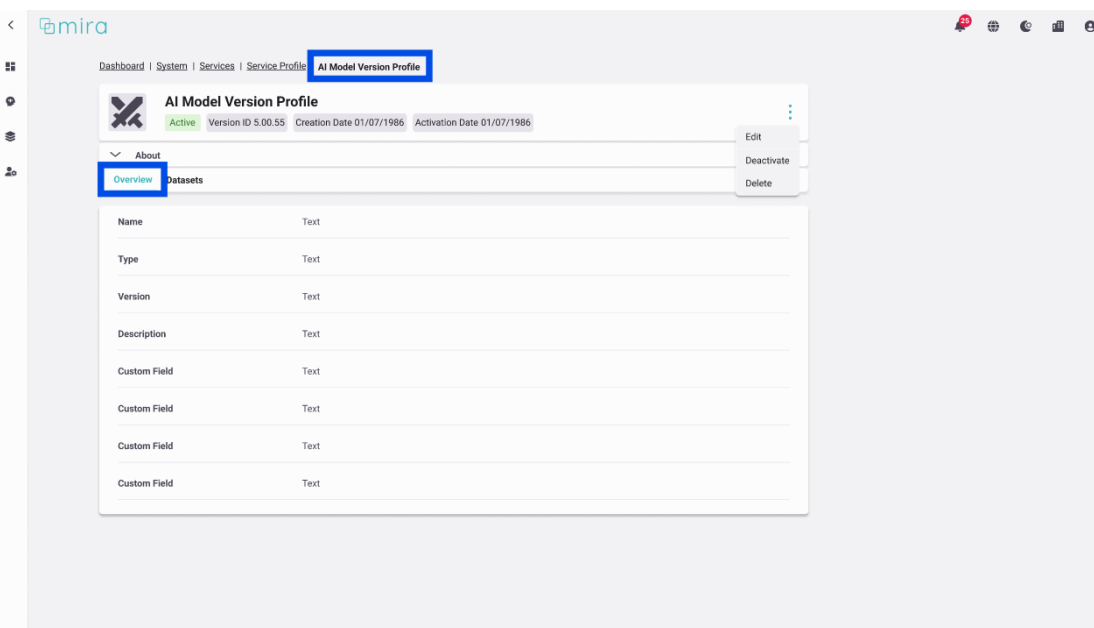 mira
25
Dashboard | System | Services | Service Profile AI Model Version Profile
AI Model Version Profile
Active Version ID 5.00.55 Creation Date 01/07/1986 Activation Date 01/07/1986
Edit
About
Deactivate
Overview Datasets
Delete
Name Text
Type Text
Version Text
Description Text
Custom Field Text
Custom Field Text
Custom Field Text
Custom Field Text